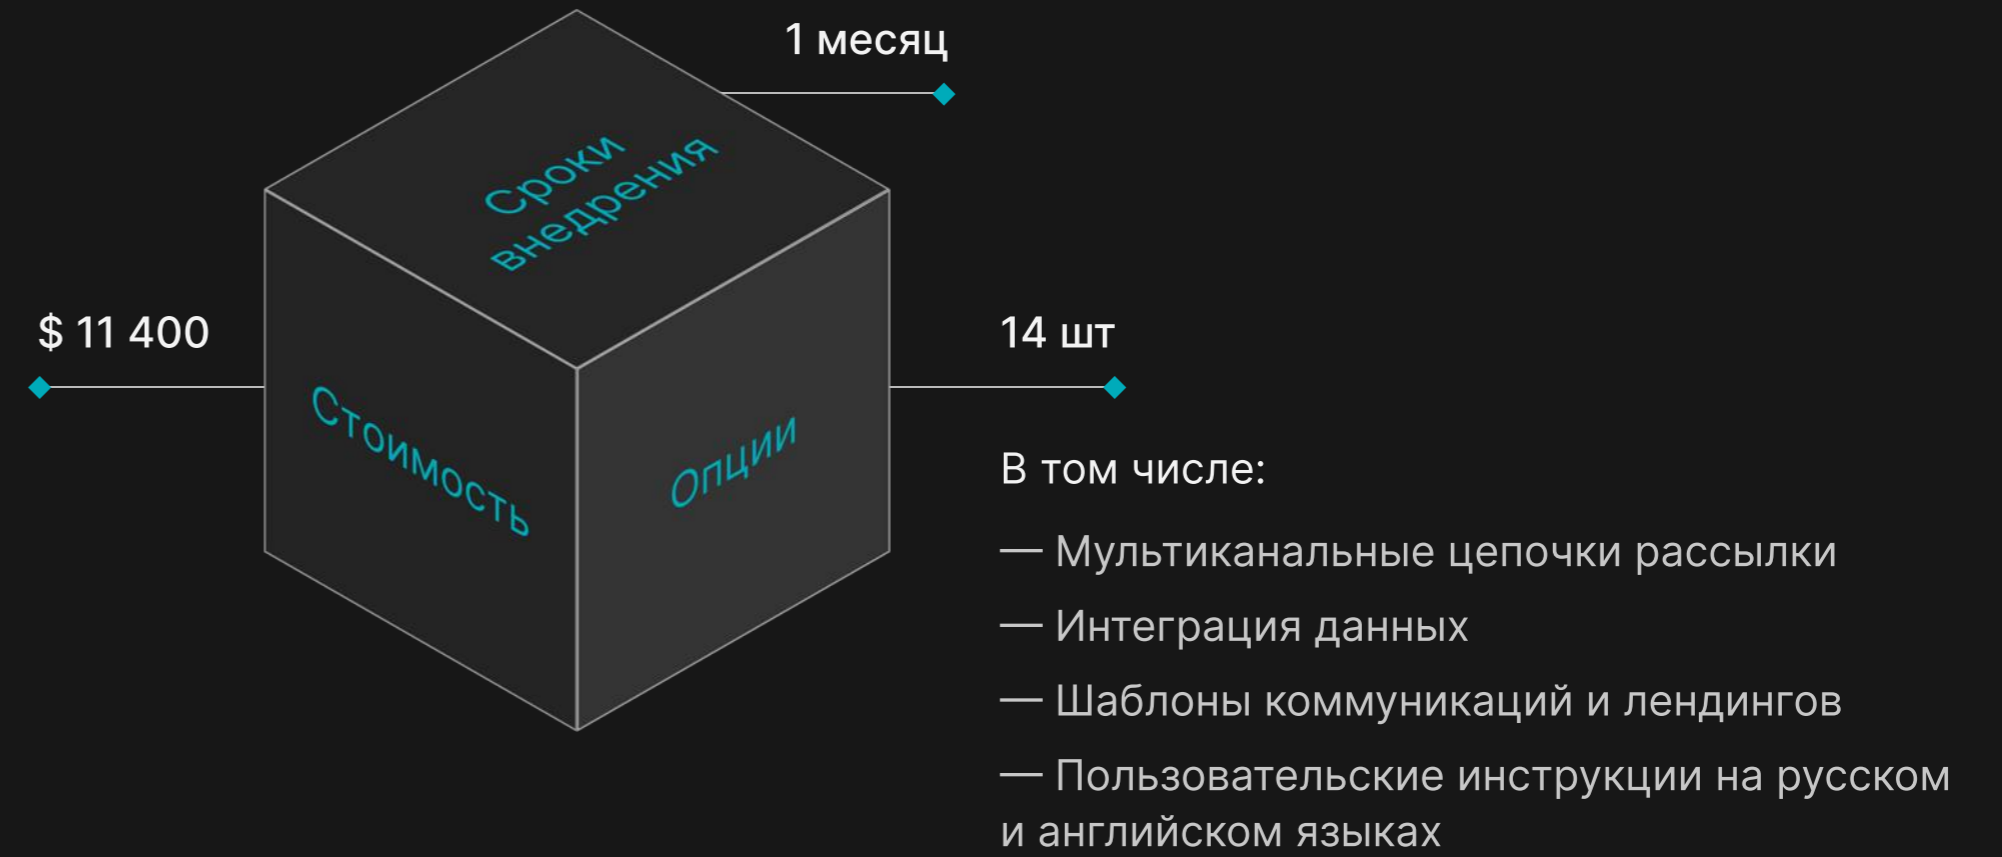 1 месяц
Сроки
внедрения
$ 11 400
Стоимость
14 шт
Опции
В том числе:
— Мультиканальные цепочки рассылки
— Интеграция данных
— Шаблоны коммуникаций и лендингов
— Пользовательские инструкции на русском
и английском языках